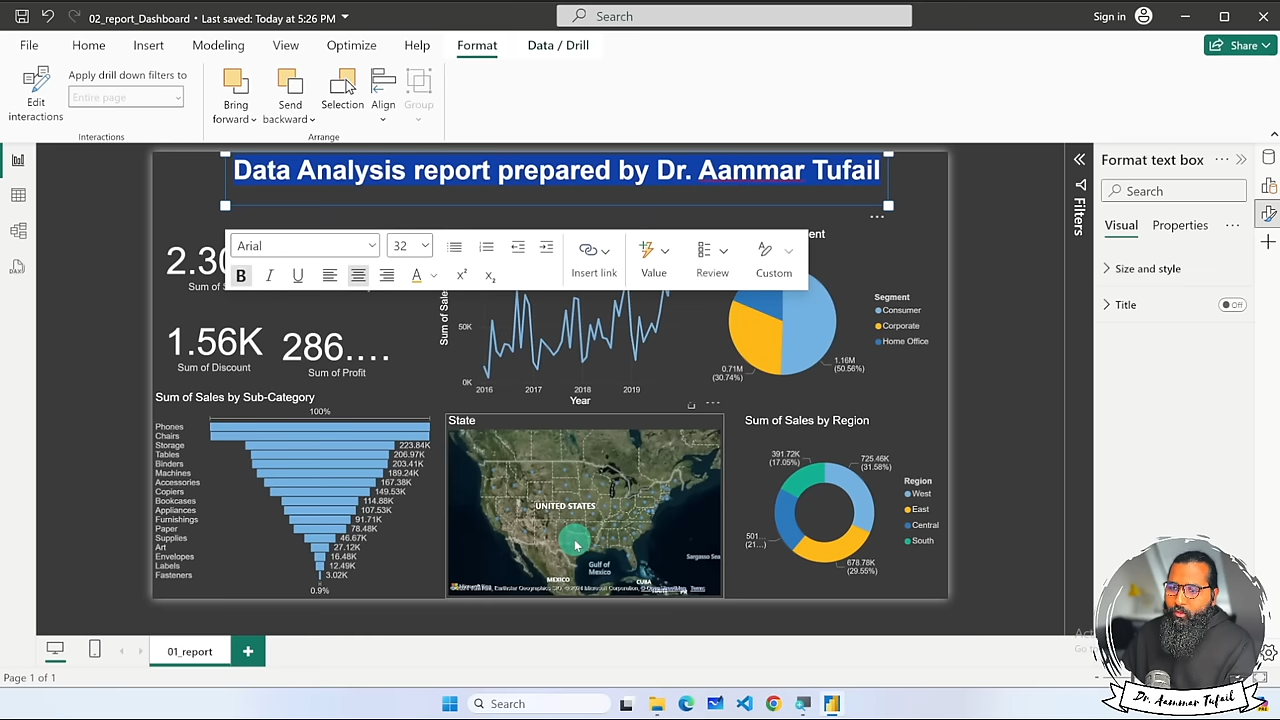 02_report_Dashboard • Last saved: Today at 5:26 PM
Search
Sign in
File Home Insert Modeling View Optimize Help Format Data / Drill
Share
Edit interactions
Apply drill down filters to
Entire page
Interactions
Bring forward
Send backward
Selection
Align
Group
Arrange
Data Analysis report prepared by Dr. Aammar Tufail
Arial
32
B I U
A
Insert link
Value
Review
Custom
Filters
Format text box
Search
Visual
Properties
Size and style
Title
Off
2.30
Sum of
1.56K
Sum of Discount
286....
Sum of Profit
Sum of Sales
50K
0K
2016 2017 2018 2019
Year
Segment
Consumer
Corporate
Home Office
0.71M
(30.74%)
1.16M
(50.56%)
Sum of Sales by Sub-Category
100%
Phones
Chairs
Storage 223.84K
Tables 206.97K
Binders 203.41K
Machines 189.24K
Accessories 167.38K
Copiers 149.53K
Bookcases 114.88K
Appliances 107.53K
Furnishings 91.71K
Paper 78.48K
Supplies 46.67K
Art 27.12K
Envelopes 16.48K
Labels 12.49K
Fasteners 3.02K
0.9%
State
UNITED STATES
MEXICO
Gulf of
Mexico
CUBA
Sargasso Sea
Sum of Sales by Region
391.72K
(17.05%)
725.46K
(31.58%)
501...
(21...)
678.78K
(29.55%)
Region
West
East
Central
South
01_report
Page 1 of 1
Search
Dr. Aammar Tufail